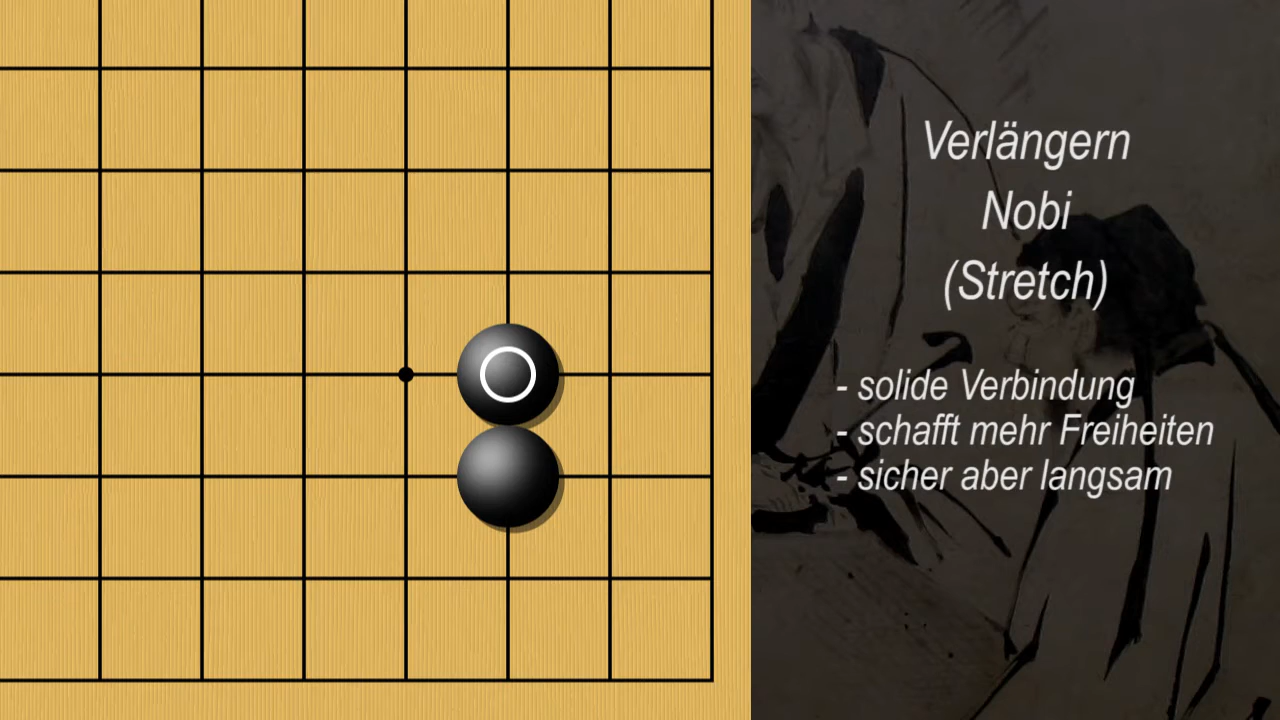 Verlängern
Nobi
(Stretch)
- solide Verbindung
- schafft mehr Freiheiten
- sicher aber langsam